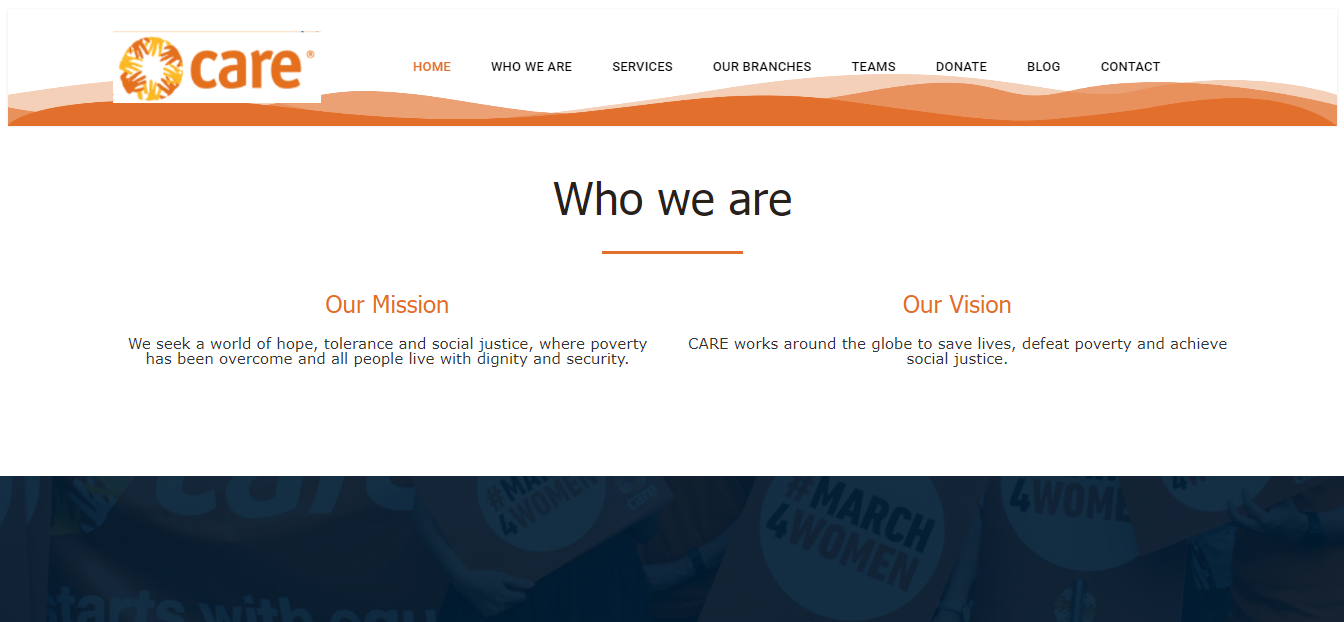 care®
HOME WHO WE ARE SERVICES OUR BRANCHES TEAMS DONATE BLOG CONTACT
Who we are
Our Mission
We seek a world of hope, tolerance and social justice, where poverty
has been overcome and all people live with dignity and security.
Our Vision
CARE works around the globe to save lives, defeat poverty and achieve
social justice.
care
#MARCH
4WOMEN
#MARCH
4WOMEN
4WOMEN
starts with